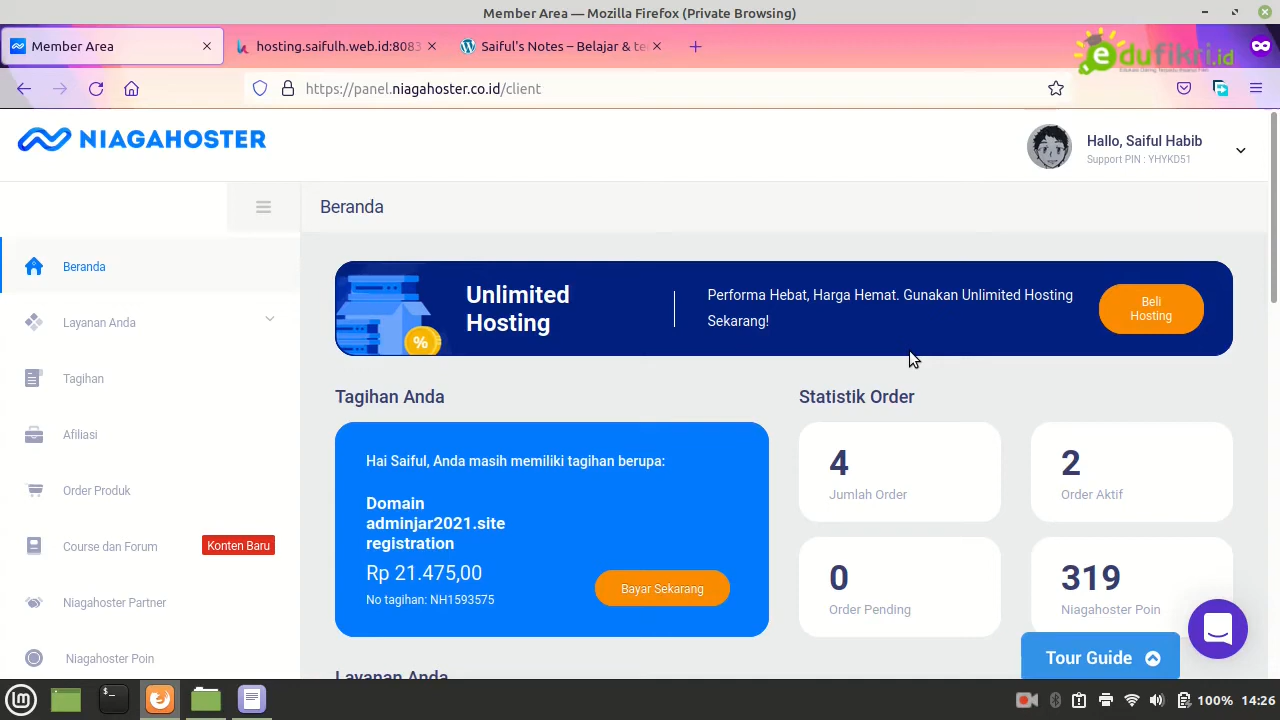 Member Area — Mozilla Firefox (Private Browsing)
Member Area
hosting.saifulh.web.id:8083
Saiful's Notes – Belajar & te
edufikri.id
https://panel.niagahoster.co.id/client
NIAGAHOSTER
Hallo, Saiful Habib
Support PIN : YHYKD51
Beranda
Beranda
Layanan Anda
Tagihan
Afiliasi
Order Produk
Course dan Forum
Konten Baru
Niagahoster Partner
Niagahoster Poin
Unlimited
Hosting
Performa Hebat, Harga Hemat. Gunakan Unlimited Hosting
Sekarang!
Beli
Hosting
%
Tagihan Anda
Hai Saiful, Anda masih memiliki tagihan berupa:
Domain
adminjar2021.site
registration
Rp 21.475,00
No tagihan: NH1593575
Bayar Sekarang
Statistik Order
4
Jumlah Order
2
Order Aktif
0
Order Pending
319
Niagahoster Poin
Layanan Anda
Tour Guide
100%
14:26